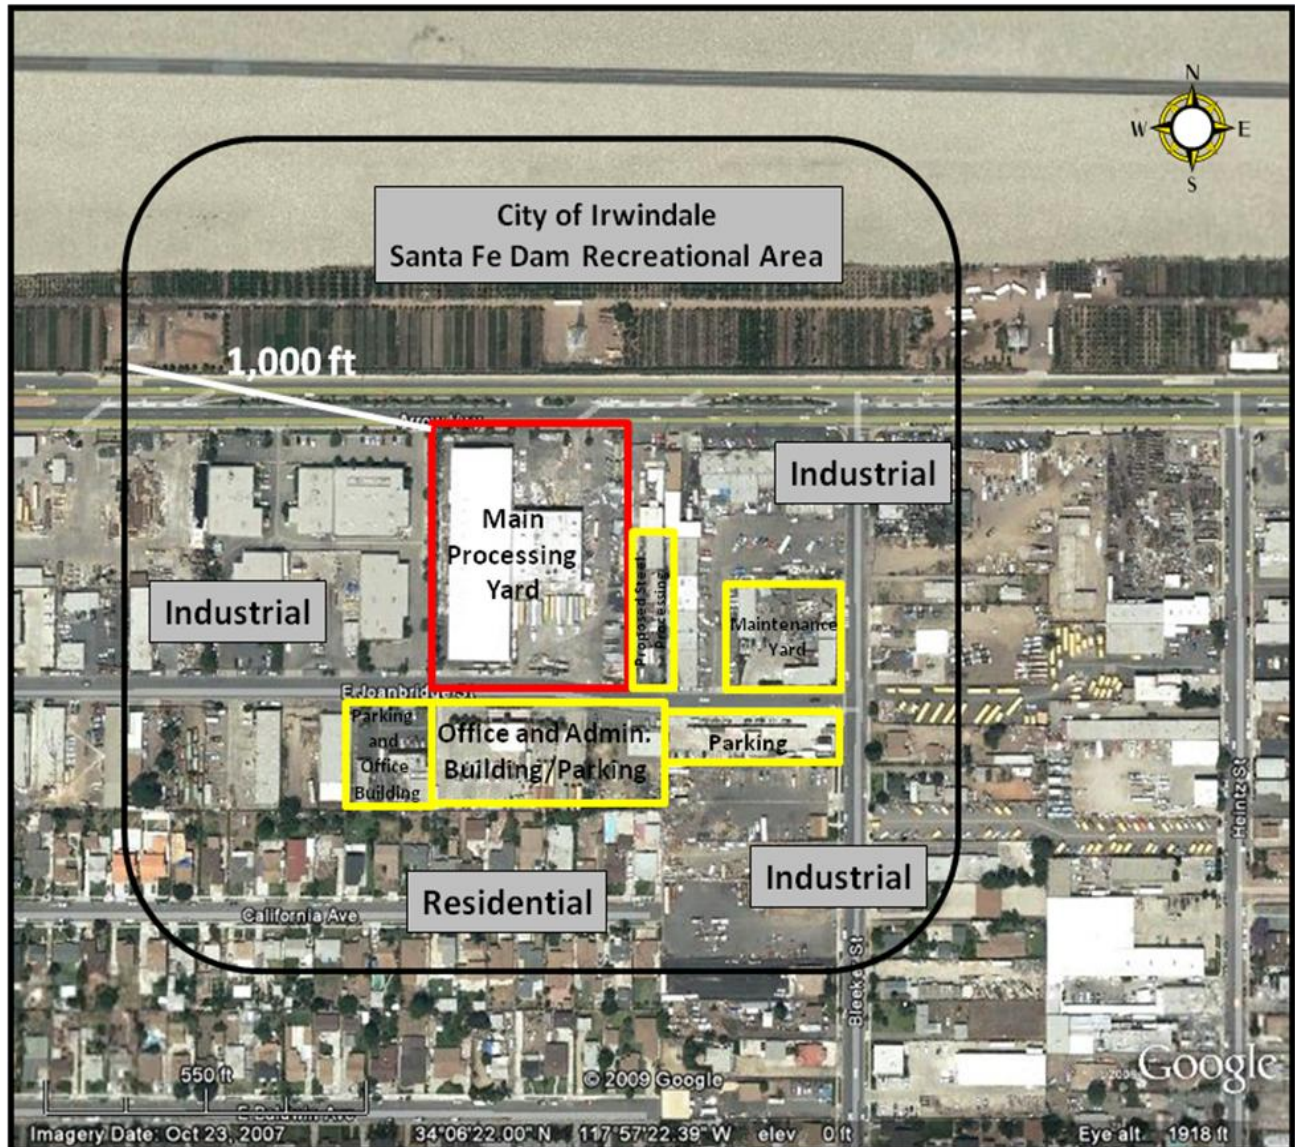 N
W E
S
City of Irwindale
Santa Fe Dam Recreational Area
1,000 ft
Industrial
Main
Processing
Yard
Proposed Steel
Processing
Industrial
Maintenance
Yard
E Joanbridge St
Parking
and
Office
Building
Office and Admin.
Building/Parking
Parking
Heintz St
Industrial
Residential
California Ave
Bleeker St
550 ft
© 2009 Google
Google
E Baldwin Ave
Imagery Date: Oct 23, 2007 34°06'22.00" N 117°57'22.39" W elev 0 ft Eye alt 1918 ft